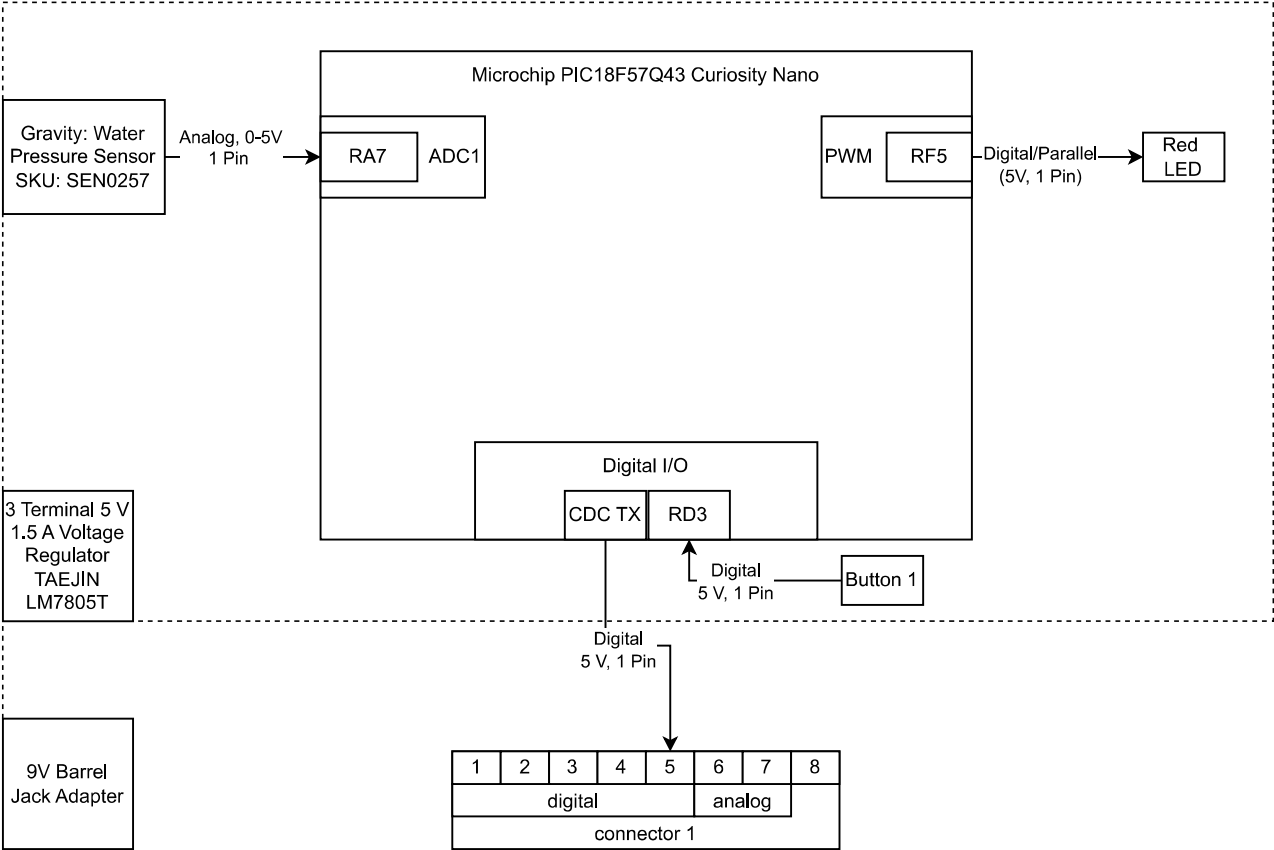 Microchip PIC18F57Q43 Curiosity Nano
Gravity: Water
Pressure Sensor
SKU: SEN0257
Analog, 0-5V
1 Pin
RA7
ADC1
PWM
RF5
Digital/Parallel
(5V, 1 Pin)
Red
LED
Digital I/O
CDC TX
RD3
3 Terminal 5 V
1.5 A Voltage
Regulator
TAEJIN
LM7805T
Digital
5 V, 1 Pin
Button 1
Digital
5 V, 1 Pin
9V Barrel
Jack Adapter
1 2 3 4 5 6 7 8
digital analog
connector 1